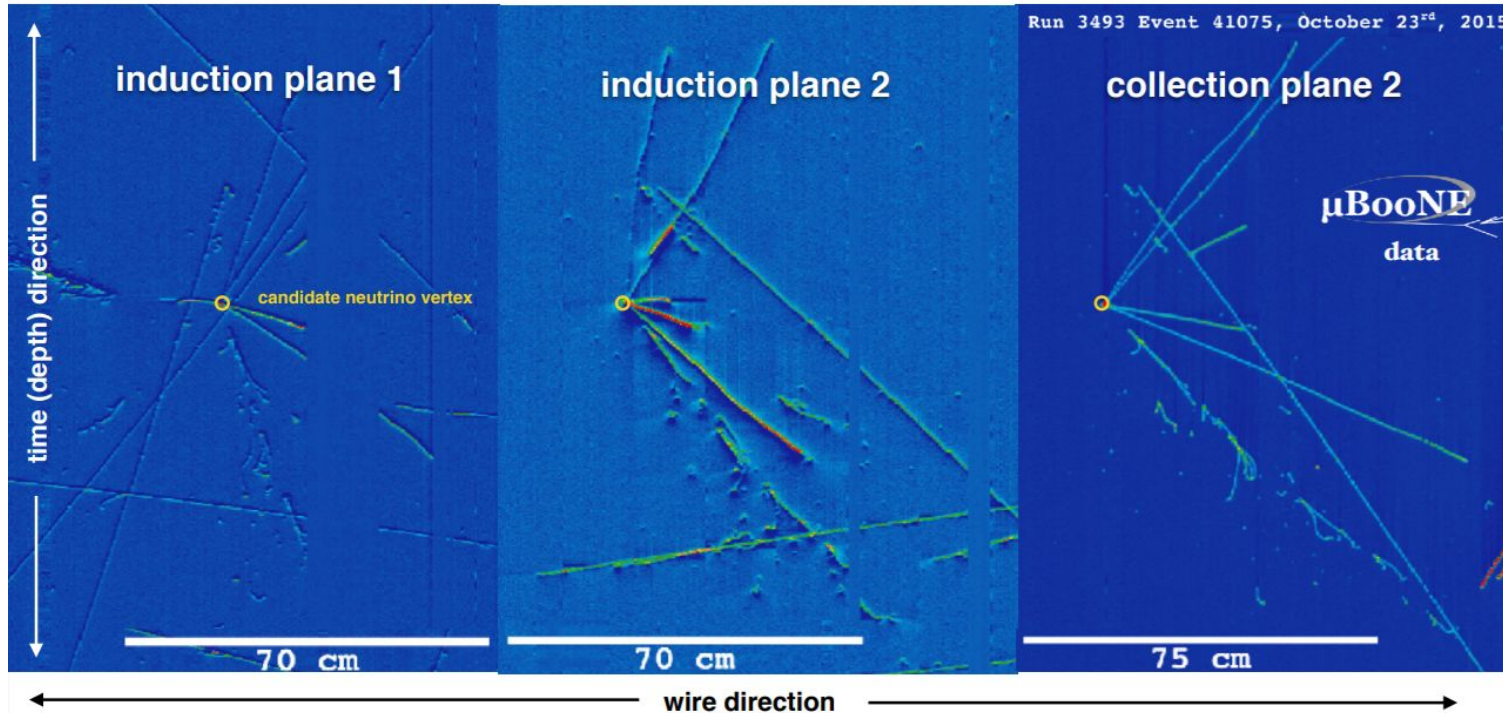 Run 3493 Event 41075, October 23rd, 2015
induction plane 1
induction plane 2
collection plane 2
µBooNE
data
candidate neutrino vertex
time (depth) direction
70 cm
70 cm
75 cm
wire direction